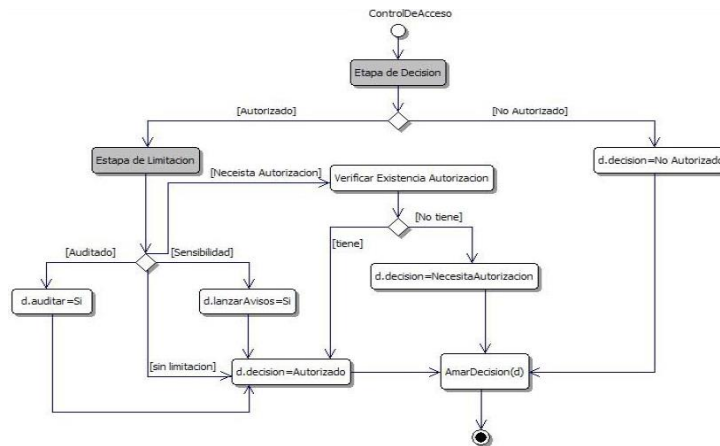 ControlDeAcceso
Etapa de Decision
[Autorizado]
[No Autorizado]
Estapa de Limitacion
[Neceista Autorizacion]
Verificar Existencia Autorizacion
d.decision=No Autorizado
[No tiene]
[tiene]
[Auditado]
[Sensibilidad]
d.decision=NecesitaAutorizacion
d.auditar=Si
d.lanzarAvisos=Si
[sin limitacion]
d.decision=Autorizado
AmarDecision(d)